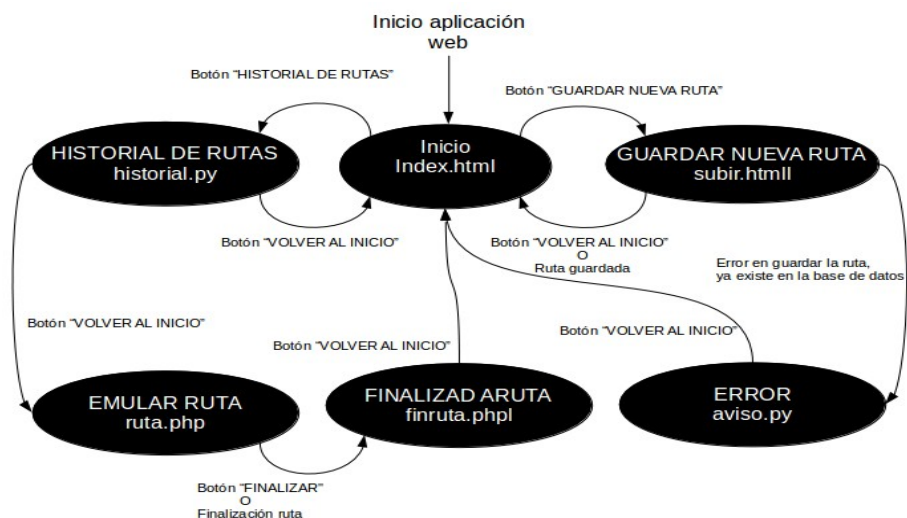 Inicio aplicación
web
Botón “HISTORIAL DE RUTAS”
Botón “GUARDAR NUEVA RUTA”
HISTORIAL DE RUTAS
historial.py
Inicio
Index.html
GUARDAR NUEVA RUTA
subir.htmll
Botón “VOLVER AL INICIO”
Botón “VOLVER AL INICIO”
O
Ruta guardada
Error en guardar la ruta,
ya existe en la base de datos
Botón “VOLVER AL INICIO”
Botón “VOLVER AL INICIO”
Botón “VOLVER AL INICIO”
EMULAR RUTA
ruta.php
FINALIZAD ARUTA
finruta.phpl
ERROR
aviso.py
Botón “FINALIZAR”
O
Finalización ruta